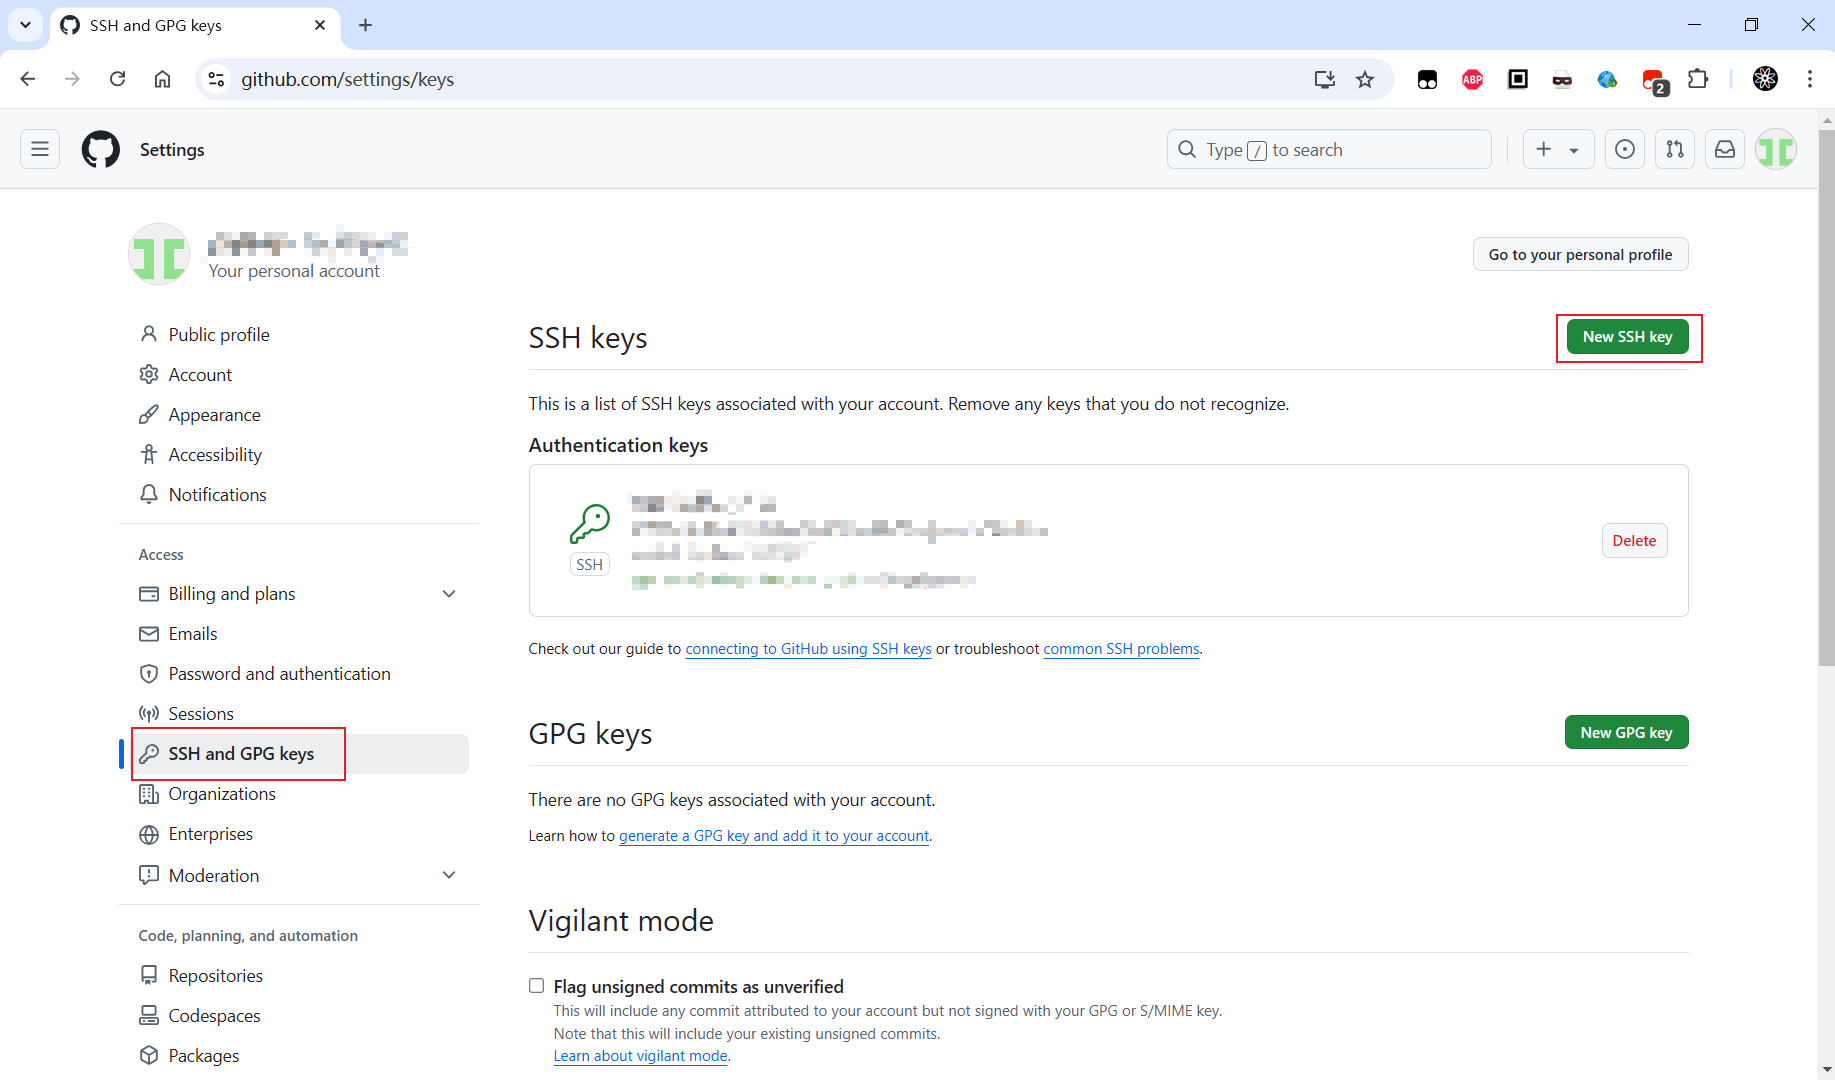 SSH and GPG keys
github.com/settings/keys
ABP
2
Settings
Type / to search
Your personal account
Go to your personal profile
Public profile
Account
Appearance
Accessibility
Notifications
Access
Billing and plans
Emails
Password and authentication
Sessions
SSH and GPG keys
Organizations
Enterprises
Moderation
Code, planning, and automation
Repositories
Codespaces
Packages
SSH keys
New SSH key
This is a list of SSH keys associated with your account. Remove any keys that you do not recognize.
Authentication keys
SSH
Delete
Check out our guide to connecting to GitHub using SSH keys or troubleshoot common SSH problems.
GPG keys
New GPG key
There are no GPG keys associated with your account.
Learn how to generate a GPG key and add it to your account.
Vigilant mode
Flag unsigned commits as unverified
This will include any commit attributed to your account but not signed with your GPG or S/MIME key.
Note that this will include your existing unsigned commits.
Learn about vigilant mode.